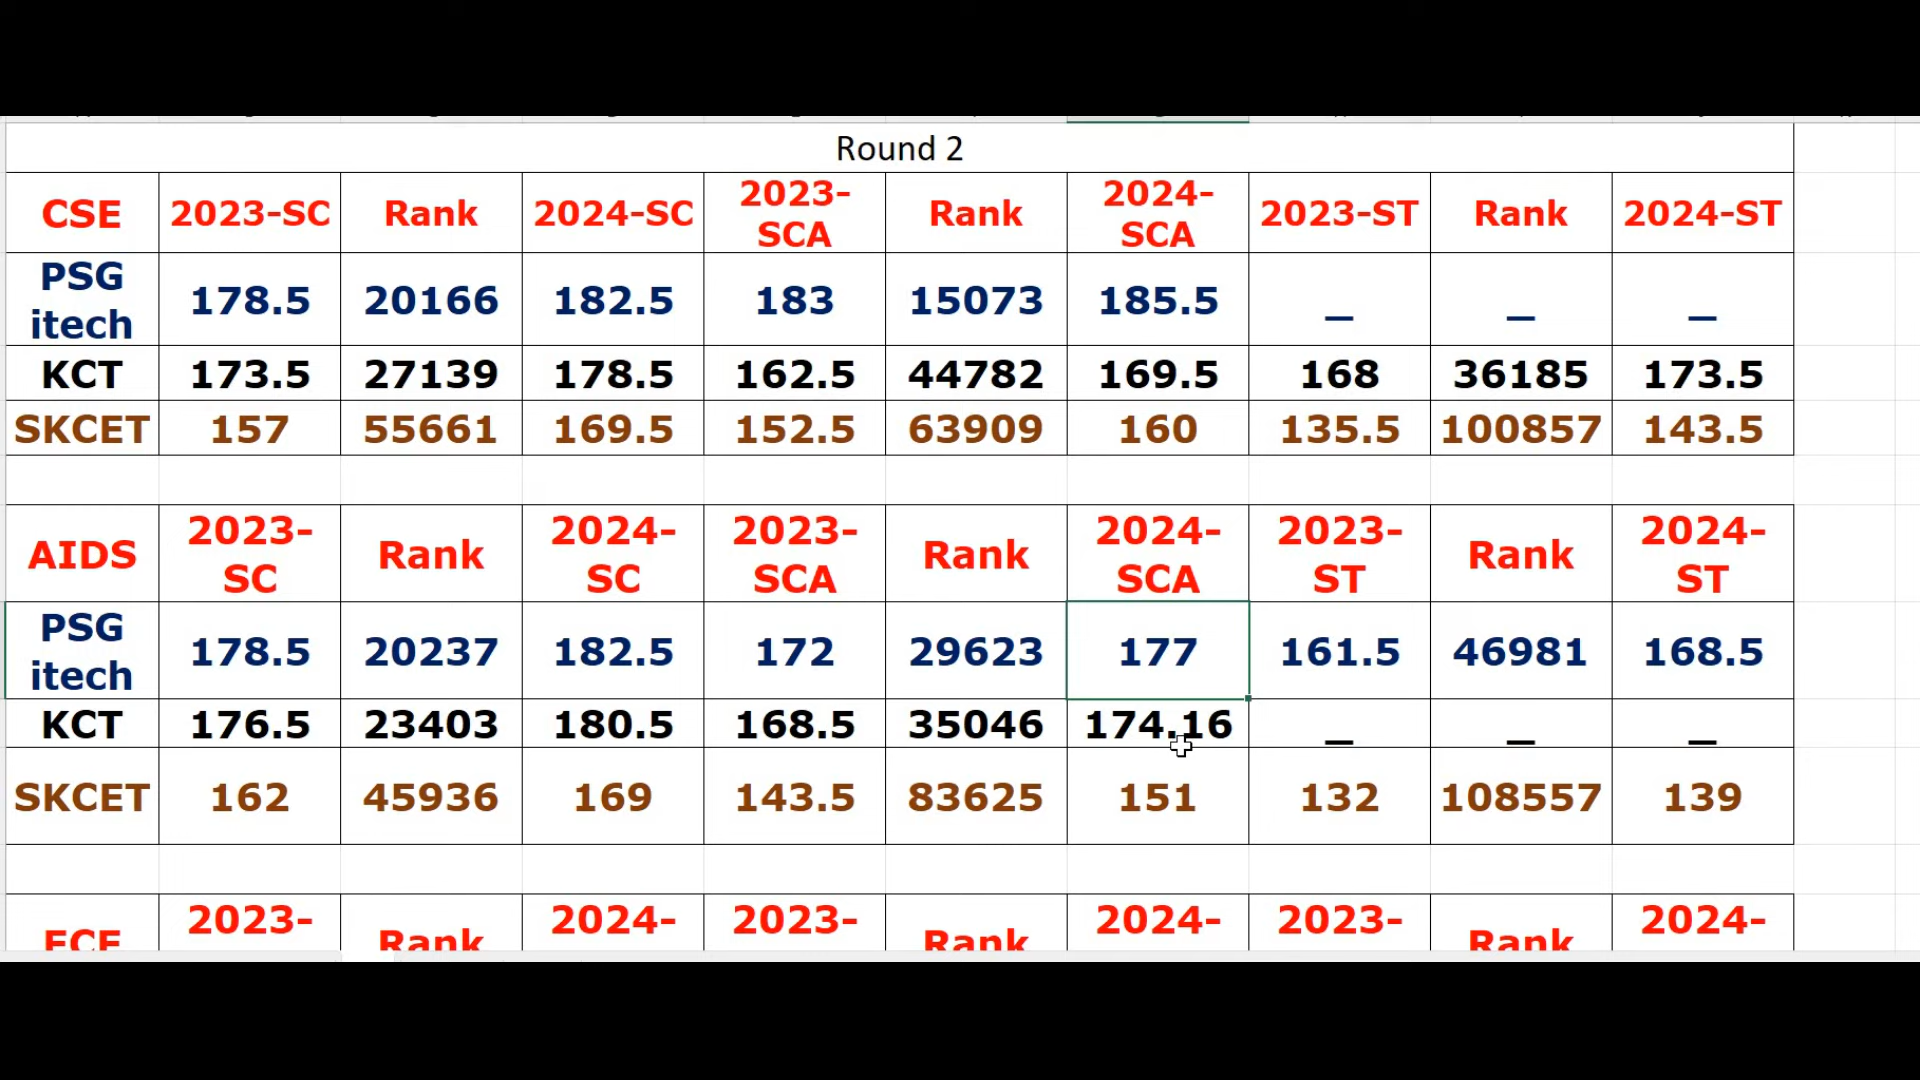 Round 2
CSE 2023-SC Rank 2024-SC 2023-SCA Rank 2024-SCA 2023-ST Rank 2024-ST
PSG itech 178.5 20166 182.5 183 15073 185.5 _ _ _
KCT 173.5 27139 178.5 162.5 44782 169.5 168 36185 173.5
SKCET 157 55661 169.5 152.5 63909 160 135.5 100857 143.5
AIDS 2023-SC Rank 2024-SC 2023-SCA Rank 2024-SCA 2023-ST Rank 2024-ST
PSG itech 178.5 20237 182.5 172 29623 177 161.5 46981 168.5
KCT 176.5 23403 180.5 168.5 35046 174.16 _ _ _
SKCET 162 45936 169 143.5 83625 151 132 108557 139
ECE 2023- Rank 2024- 2023- Rank 2024- 2023- Rank 2024-